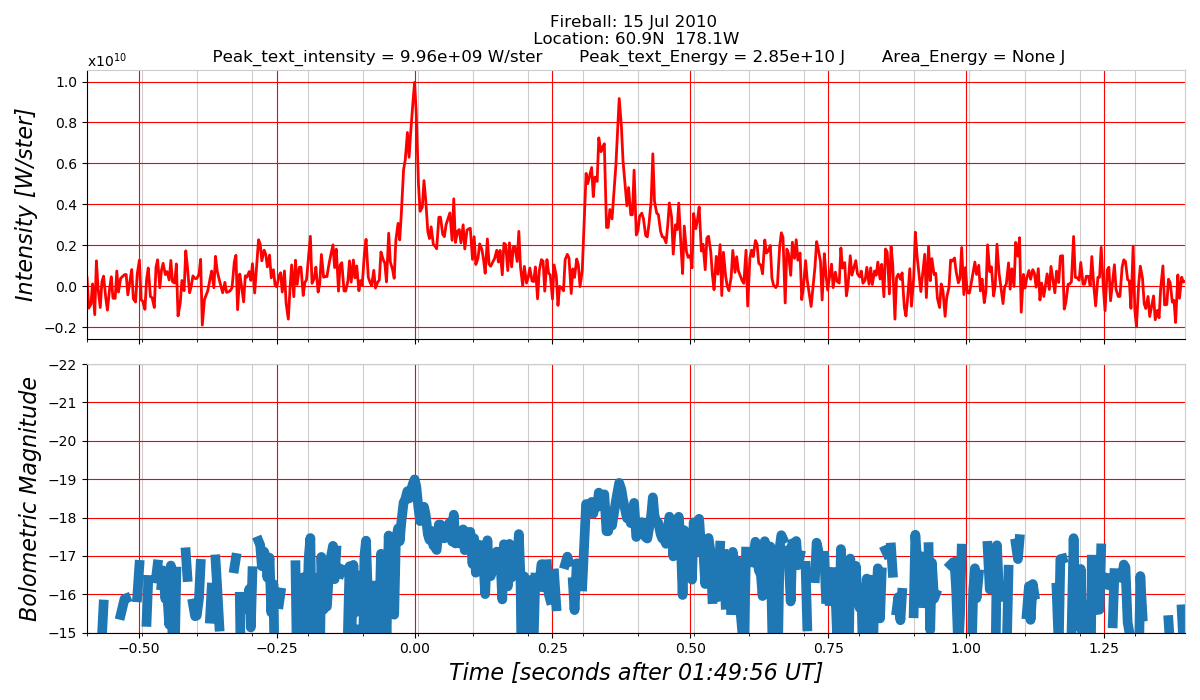 Fireball: 15 Jul 2010
Location: 60.9N 178.1W
Peak_text_intensity = 9.96e+09 W/ster Peak_text_Energy = 2.85e+10 J Area_Energy = None J
x10¹⁰
1.0
0.8
0.6
0.4
0.2
0.0
−0.2
Intensity [W/ster]
−22
−21
−20
−19
−18
−17
−16
−15
Bolometric Magnitude
−0.50 −0.25 0.00 0.25 0.50 0.75 1.00 1.25
Time [seconds after 01:49:56 UT]